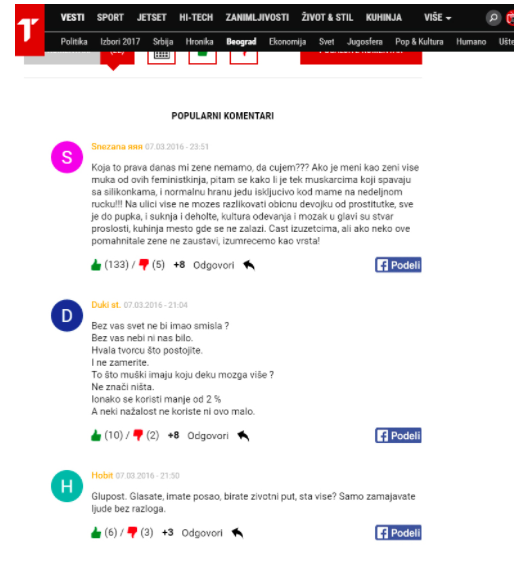 VESTI SPORT JETSET HI-TECH ZANIMLJIVOSTI ŽIVOT & STIL KUHINJA VIŠE
Politika Izbori 2017 Srbija Hronika Beograd Ekonomija Svet Jugosfera Pop & Kultura Humano Ušte
POPULARNI KOMENTARI
S
Snezana яяя 07.03.2016 - 23:51
Koja to prava danas mi zene nemamo, da cujem??? Ako je meni kao zeni vise
muka od ovih feministkinja, pitam se kako li je tek muskarcima koji spavaju
sa silikonkama, i normalnu hranu jedu iskljucivo kod mame na nedeljnom
rucku!!! Na ulici vise ne mozes razlikovati obicnu devojku od prostitutke, sve
je do pupka, i suknja i deholte, kultura odevanja i mozak u glavi su stvar
proslosti, kuhinja mesto gde se ne zalazi. Cast izuzetcima, ali ako neko ove
pomahnitale zene ne zaustavi, izumrecemo kao vrsta!
(133) / (5) +8 Odgovori Podeli
D
Duki st. 07.03.2016 - 21:04
Bez vas svet ne bi imao smisla ?
Bez vas nebi ni nas bilo.
Hvala tvorcu što postojite.
I ne zamerite.
To što muški imaju koju deku mozga više ?
Ne znači ništa.
Ionako se koristi manje od 2 %
A neki nažalost ne koriste ni ovo malo.
(10) / (2) +8 Odgovori Podeli
H
Hobit 07.03.2016 - 21:50
Glupost. Glasate, imate posao, birate zivotni put, sta vise? Samo zamajavate
ljude bez razloga.
(6) / (3) +3 Odgovori Podeli